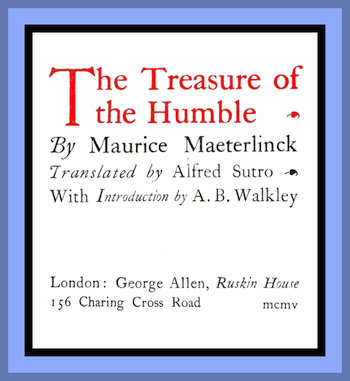 The Treasure of
the Humble
By Maurice Maeterlinck
Translated by Alfred Sutro
With Introduction by A. B. Walkley
London: George Allen, Ruskin House
156 Charing Cross Road mcmv